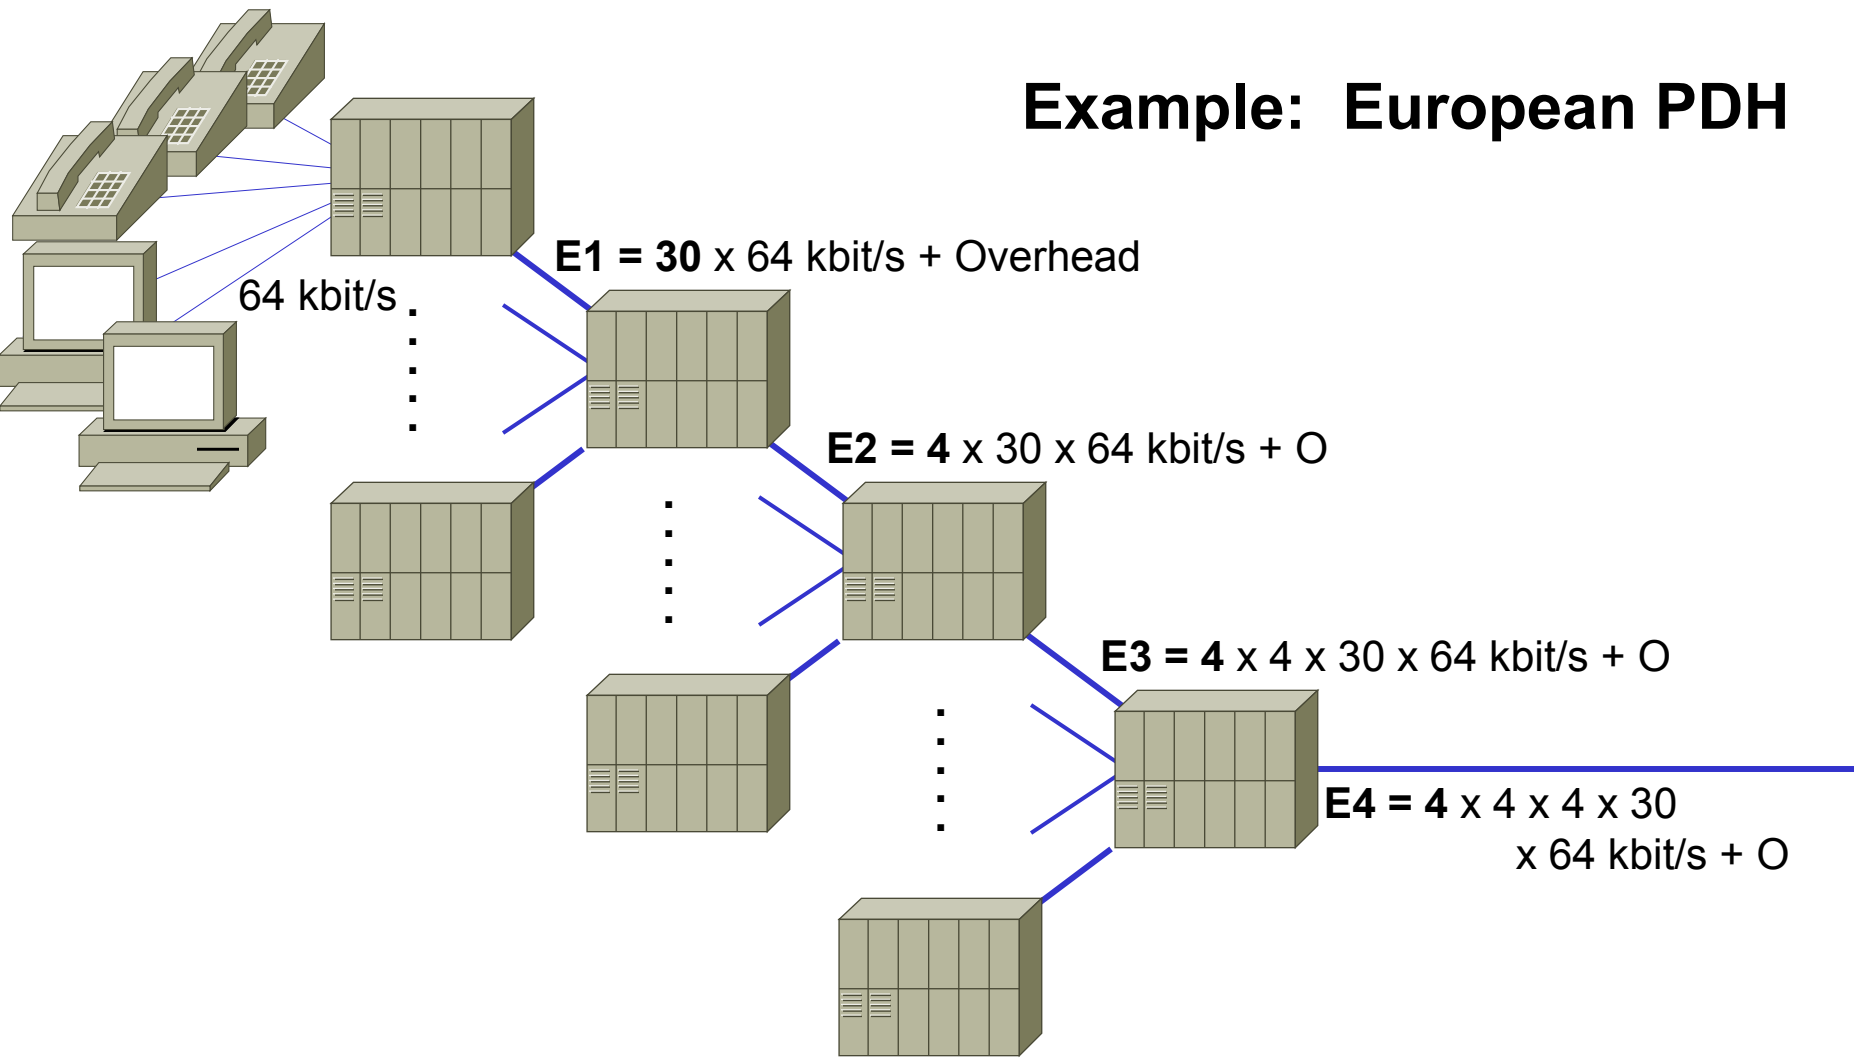 Example: European PDH
E1 = 30 x 64 kbit/s + Overhead
64 kbit/s
E2 = 4 x 30 x 64 kbit/s + O
E3 = 4 x 4 x 30 x 64 kbit/s + O
E4 = 4 x 4 x 4 x 30
x 64 kbit/s + O